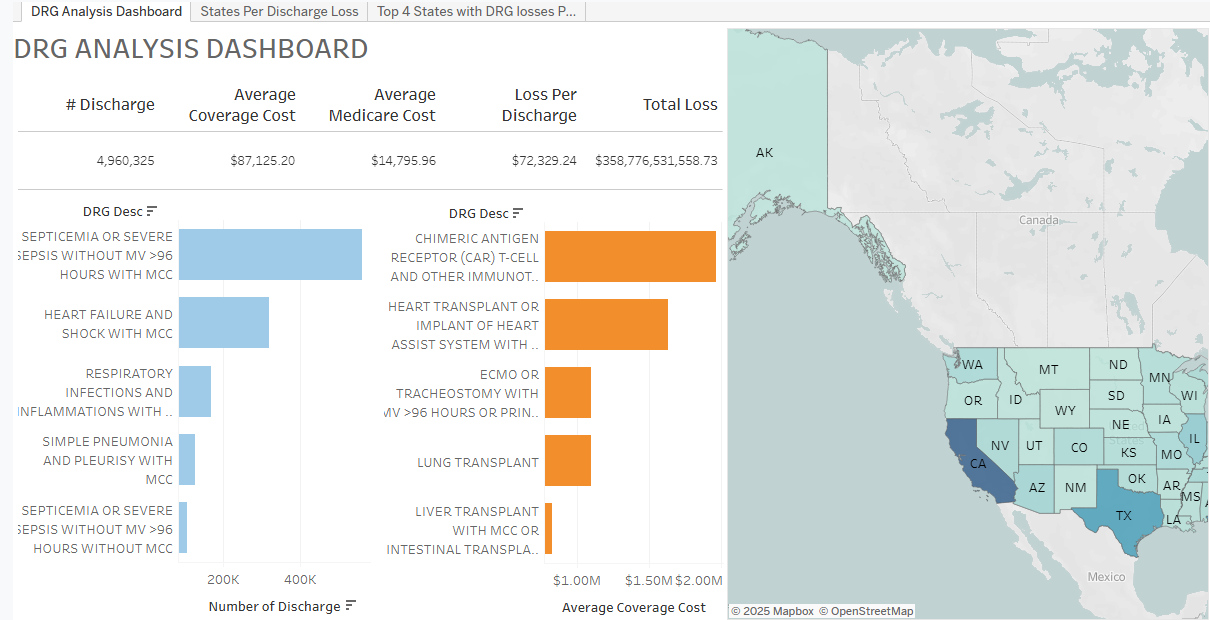 DRG Analysis Dashboard
States Per Discharge Loss
Top 4 States with DRG losses P...
DRG ANALYSIS DASHBOARD
# Discharge
Average
Coverage Cost
Average
Medicare Cost
Loss Per
Discharge
Total Loss
4,960,325
$87,125.20
$14,795.96
$72,329.24
$358,776,531,558.73
DRG Desc
SEPTICEMIA OR SEVERE
SEPSIS WITHOUT MV >96
HOURS WITH MCC
HEART FAILURE AND
SHOCK WITH MCC
RESPIRATORY
INFECTIONS AND
INFLAMMATIONS WITH ..
SIMPLE PNEUMONIA
AND PLEURISY WITH
MCC
SEPTICEMIA OR SEVERE
SEPSIS WITHOUT MV >96
HOURS WITHOUT MCC
200K
400K
Number of Discharge
DRG Desc
CHIMERIC ANTIGEN
RECEPTOR (CAR) T-CELL
AND OTHER IMMUNOT..
HEART TRANSPLANT OR
IMPLANT OF HEART
ASSIST SYSTEM WITH ..
ECMO OR
TRACHEOSTOMY WITH
MV >96 HOURS OR PRIN..
LUNG TRANSPLANT
LIVER TRANSPLANT
WITH MCC OR
INTESTINAL TRANSPLA..
$1.00M
$1.50M
$2.00M
Average Coverage Cost
AK
Canada
WA
MT
ND
MN
OR
ID
SD
WI
WY
NE
IA
United
States
NV
UT
CO
KS
MO
IL
CA
AZ
NM
OK
AR
MS
TX
LA
Mexico
© 2025 Mapbox © OpenStreetMap